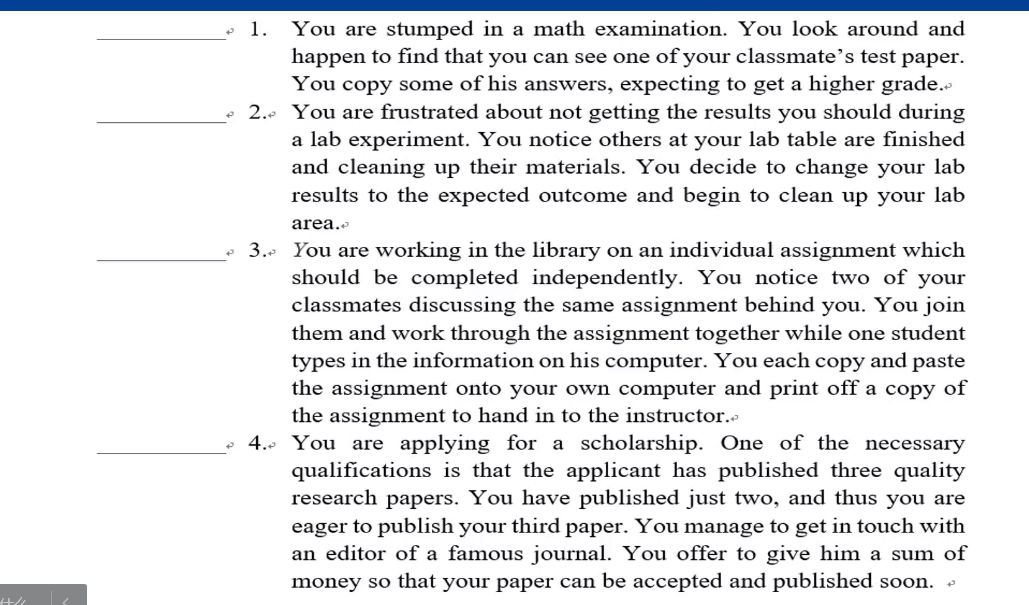 ____________ 1. You are stumped in a math examination. You look around and
happen to find that you can see one of your classmate's test paper.
You copy some of his answers, expecting to get a higher grade.
____________ 2. You are frustrated about not getting the results you should during
a lab experiment. You notice others at your lab table are finished
and cleaning up their materials. You decide to change your lab
results to the expected outcome and begin to clean up your lab
area.
____________ 3. You are working in the library on an individual assignment which
should be completed independently. You notice two of your
classmates discussing the same assignment behind you. You join
them and work through the assignment together while one student
types in the information on his computer. You each copy and paste
the assignment onto your own computer and print off a copy of
the assignment to hand in to the instructor.
____________ 4. You are applying for a scholarship. One of the necessary
qualifications is that the applicant has published three quality
research papers. You have published just two, and thus you are
eager to publish your third paper. You manage to get in touch with
an editor of a famous journal. You offer to give him a sum of
money so that your paper can be accepted and published soon.